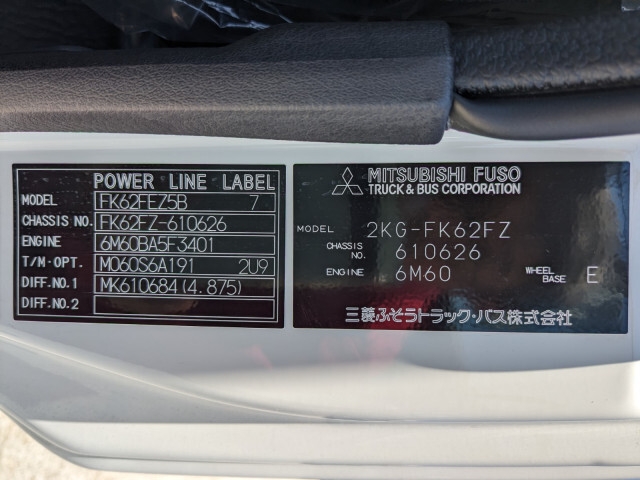 POWER LINE LABEL
MODEL FK62FEZ5B 7
CHASSIS NO. FK62FZ-610626
ENGINE 6M60BA5F3401
T/M·OPT. M060S6A191 2U9
DIFF.NO.1 MK610684(4.875)
DIFF.NO.2
MITSUBISHI FUSO
TRUCK & BUS CORPORATION
MODEL 2KG-FK62FZ
CHASSIS NO. 610626
ENGINE 6M60 WHEEL BASE E
三菱ふそうトラック・バス株式会社